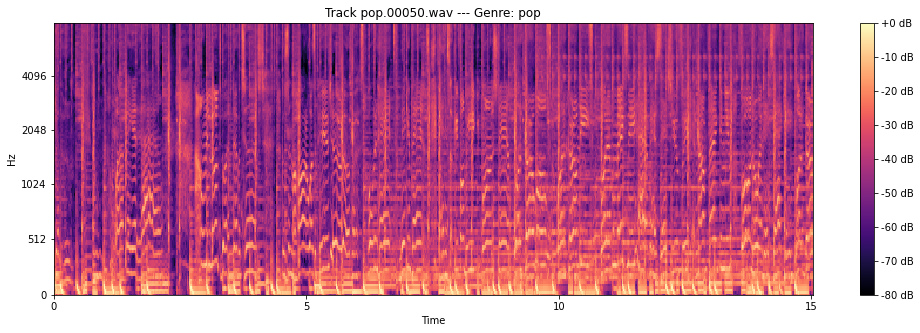 Track pop.00050.wav --- Genre: pop
Hz
4096
2048
1024
512
0
0
5
10
15
Time
+0 dB
-10 dB
-20 dB
-30 dB
-40 dB
-50 dB
-60 dB
-70 dB
-80 dB